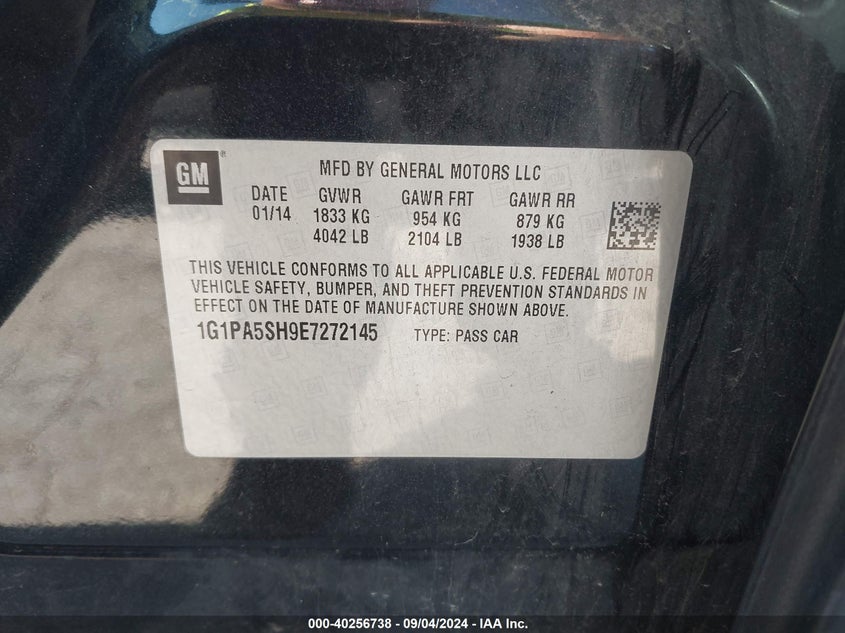 GM®
MFD BY GENERAL MOTORS LLC
DATE GVWR GAWR FRT GAWR RR
01/14 1833 KG 954 KG 879 KG
4042 LB 2104 LB 1938 LB
THIS VEHICLE CONFORMS TO ALL APPLICABLE U.S. FEDERAL MOTOR
VEHICLE SAFETY, BUMPER, AND THEFT PREVENTION STANDARDS IN
EFFECT ON THE DATE OF MANUFACTURE SHOWN ABOVE.
1G1PA5SH9E7272145 TYPE: PASS CAR
000-40256738 - 09/04/2024 - IAA Inc.